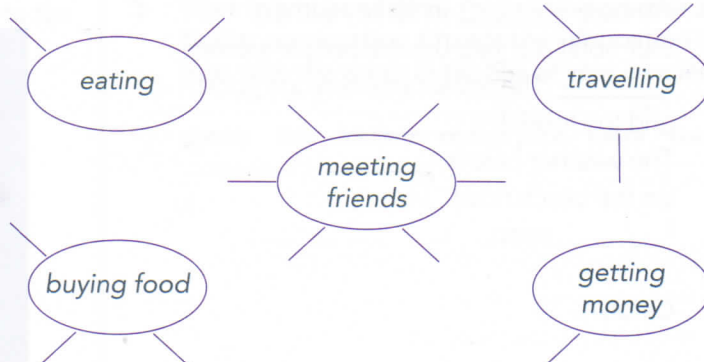 eating
travelling
meeting
friends
buying food
getting
money